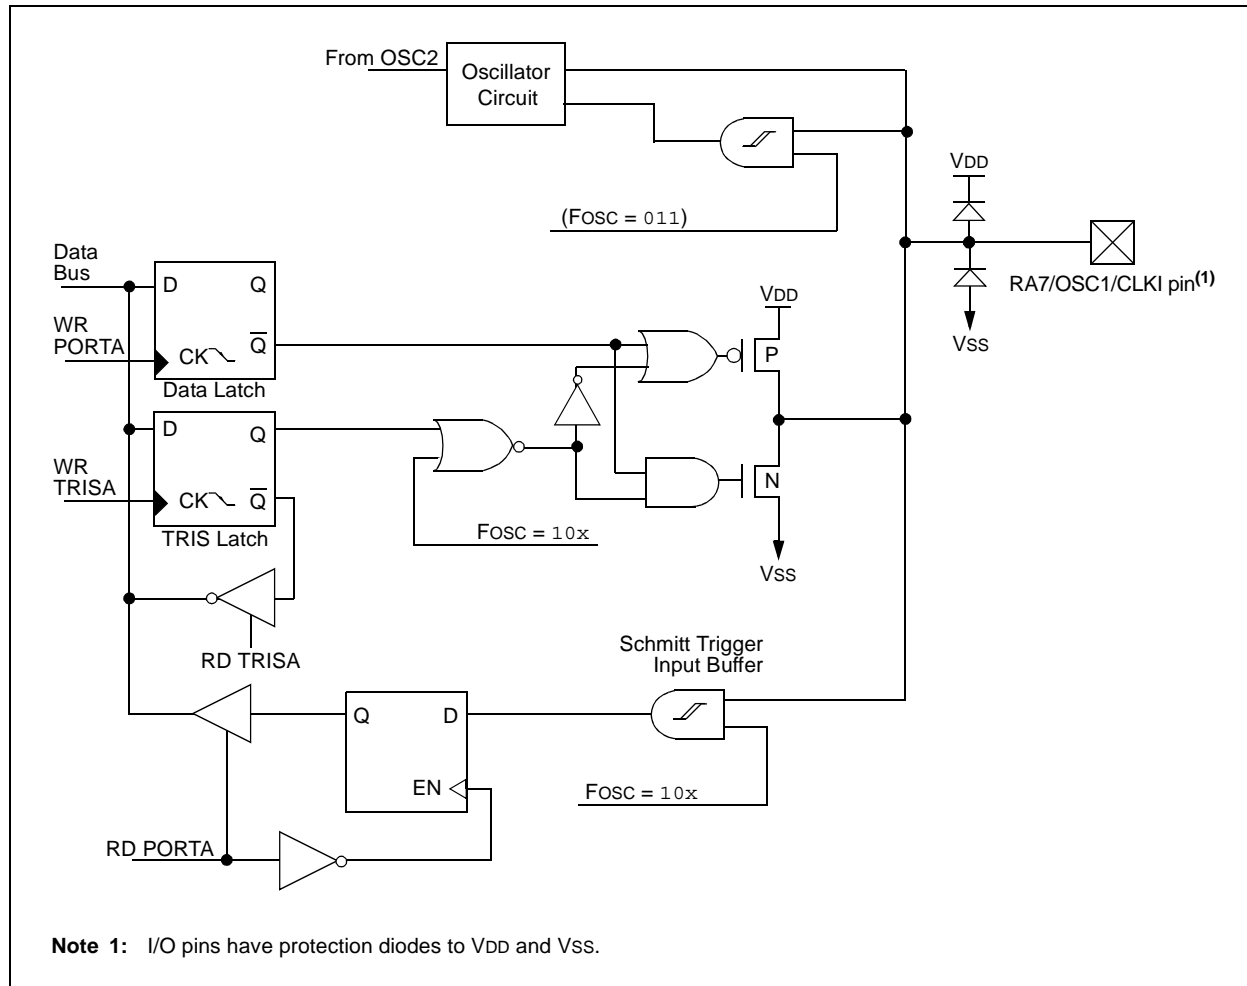 From OSC2
Oscillator
Circuit
(FOSC = 011)
VDD
RA7/OSC1/CLKI pin(1)
VSS
Data
Bus
D
Q
WR
PORTA
CK
Q
Data Latch
VDD
P
D
Q
WR
TRISA
CK
Q
TRIS Latch
FOSC = 10x
N
VSS
RD TRISA
Schmitt Trigger
Input Buffer
Q
D
EN
FOSC = 10x
RD PORTA
Note 1: I/O pins have protection diodes to VDD and VSS.